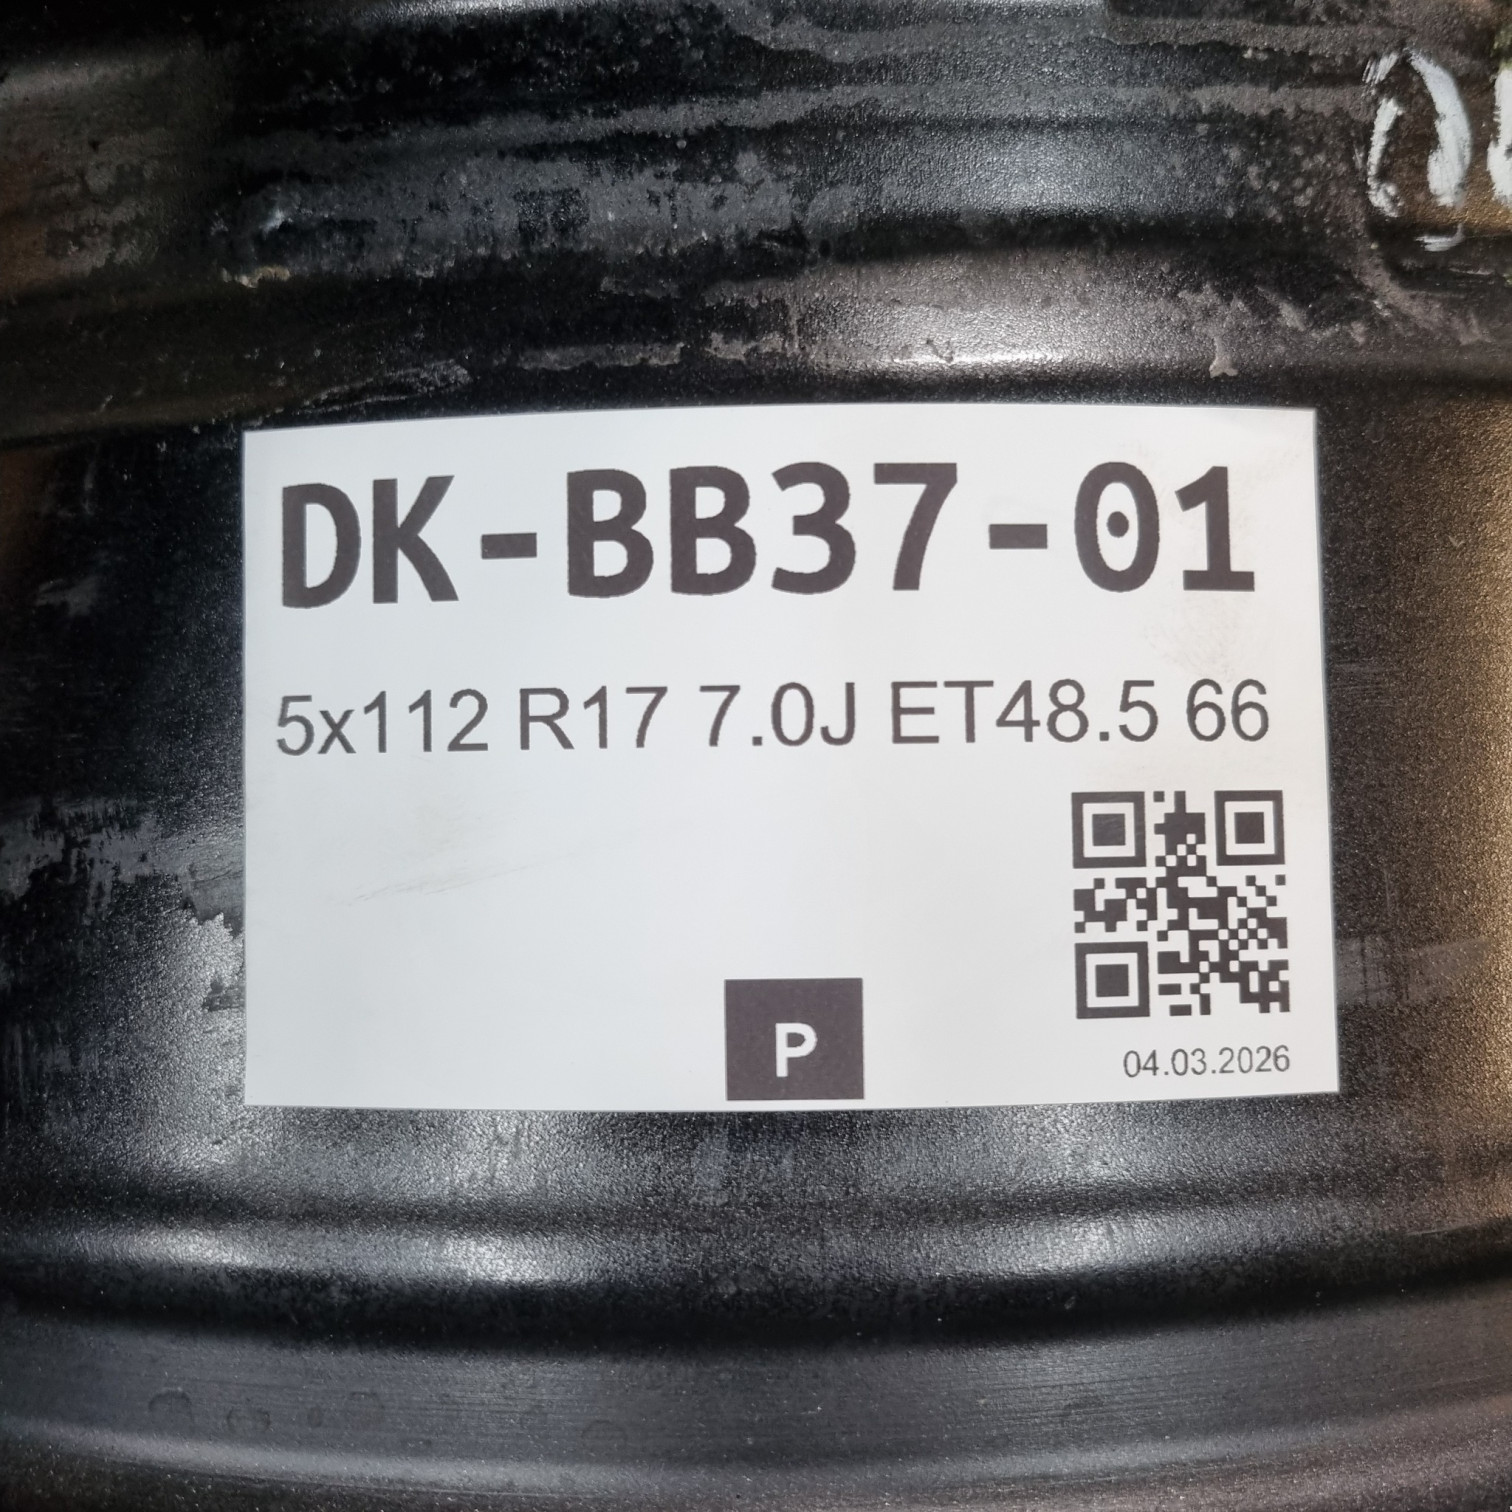 DK-BB37-01
5x112 R17 7.0J ET48.5 66
P
04.03.2026